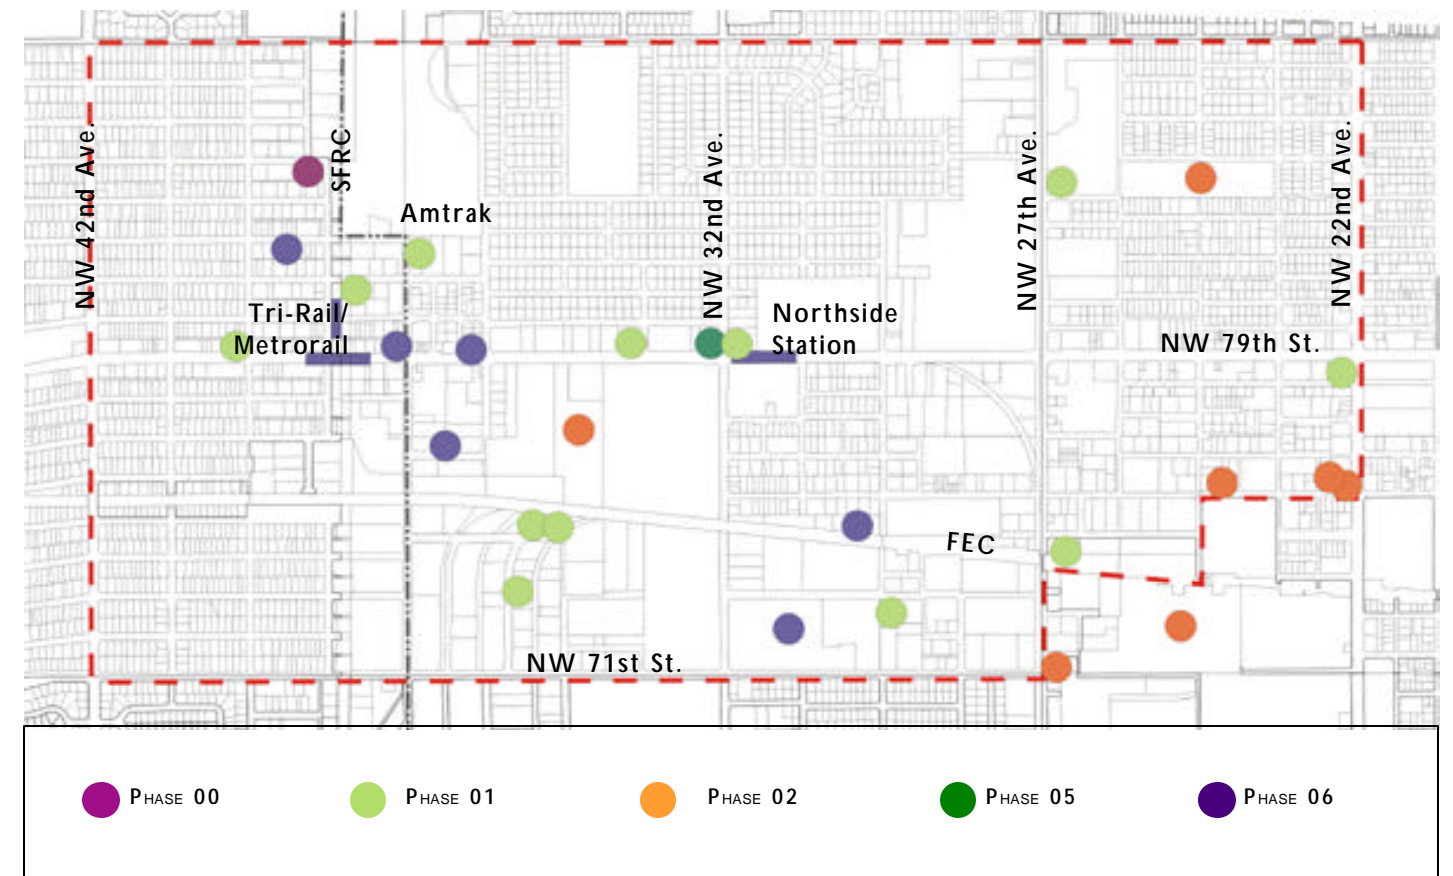 NW 42nd Ave.
SFRC
Amtrak
NW 32nd Ave.
NW 27th Ave.
NW 22nd Ave.
Tri-Rail/
Metrorail
Northside
Station
NW 79th St.
FEC
NW 71st St.
PHASE 00
PHASE 01
PHASE 02
PHASE 05
PHASE 06